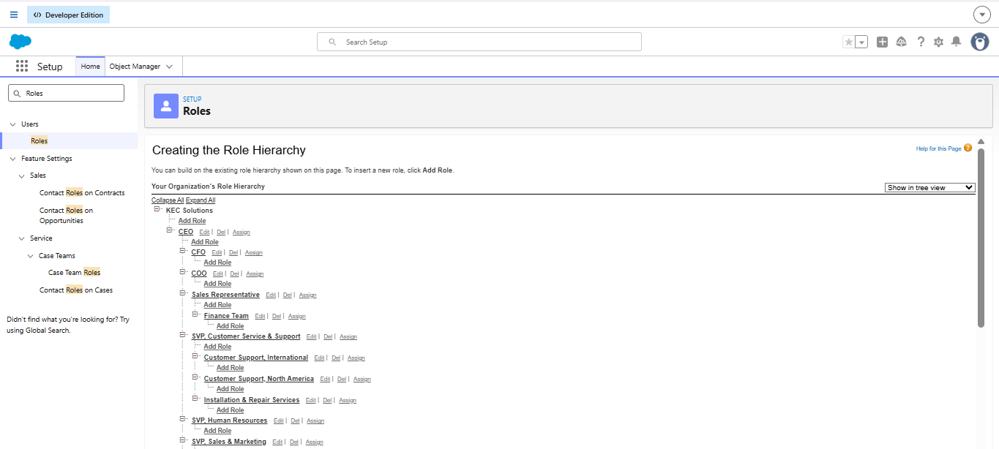 Developer Edition
Search Setup
Setup Home Object Manager
Roles
Users
Roles
Feature Settings
Sales
Contact Roles on Contracts
Contact Roles on
Opportunities
Service
Case Teams
Case Team Roles
Contact Roles on Cases
Didn't find what you're looking for? Try
using Global Search.
SETUP
Roles
Creating the Role Hierarchy
Help for this Page ?
You can build on the existing role hierarchy shown on this page. To insert a new role, click Add Role.
Your Organization's Role Hierarchy
Show in tree view
Collapse All Expand All
KEC Solutions
Add Role
CEO Edit | Del | Assign
Add Role
CFO Edit | Del | Assign
Add Role
COO Edit | Del | Assign
Add Role
Sales Representative Edit | Del | Assign
Add Role
Finance Team Edit | Del | Assign
Add Role
SVP, Customer Service & Support Edit | Del | Assign
Add Role
Customer Support, International Edit | Del | Assign
Add Role
Customer Support, North America Edit | Del | Assign
Add Role
Installation & Repair Services Edit | Del | Assign
Add Role
SVP, Human Resources Edit | Del | Assign
Add Role
SVP, Sales & Marketing Edit | Del | Assign